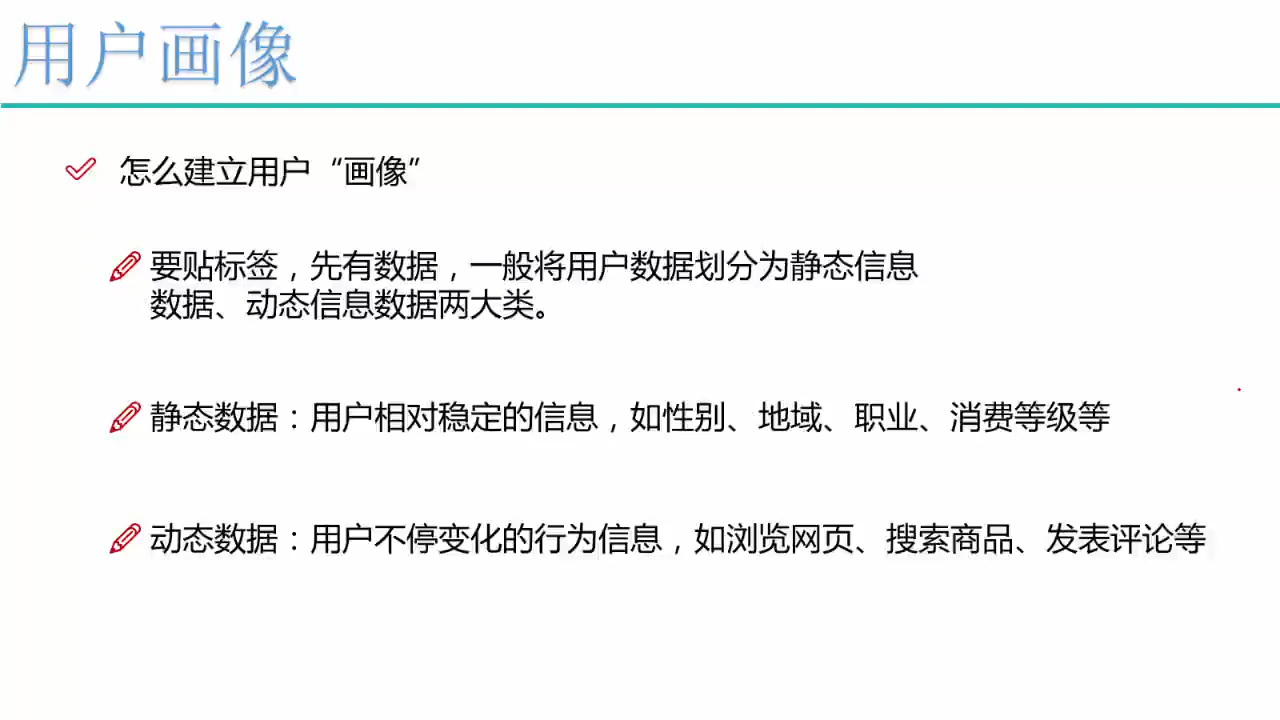 用户画像
怎么建立用户“画像”
要贴标签，先有数据，一般将用户数据划分为静态信息
数据、动态信息数据两大类。
静态数据：用户相对稳定的信息，如性别、地域、职业、消费等级等
动态数据：用户不停变化的行为信息，如浏览网页、搜索商品、发表评论等